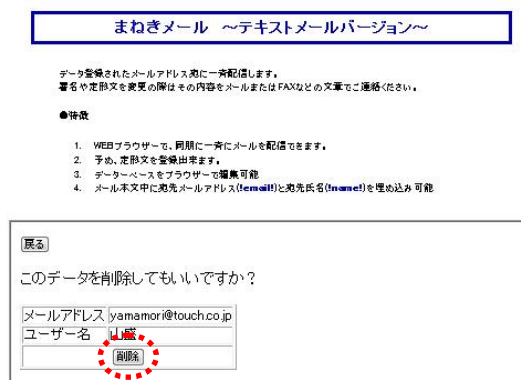 まねきメール ～テキストメールバージョン～
データ登録されたメールアドレス宛に一斉配信します。
署名や定形文を変更の際はその内容をメールまたはFAXなどの文章でご連絡ください。
●特徴
1. WEBブラウザーで、同朋に一斉にメールを配信できます。
2. 予め、定形文を登録出来ます。
3. データーベースをブラウザーで編集可能
4. メール本文中に宛先メールアドレス(!email!)と宛先氏名(!name!)を埋め込み可能
戻る
このデータを削除してもいいですか？
メールアドレス yamamori@touch.co.jp
ユーザー名 山盛
削除